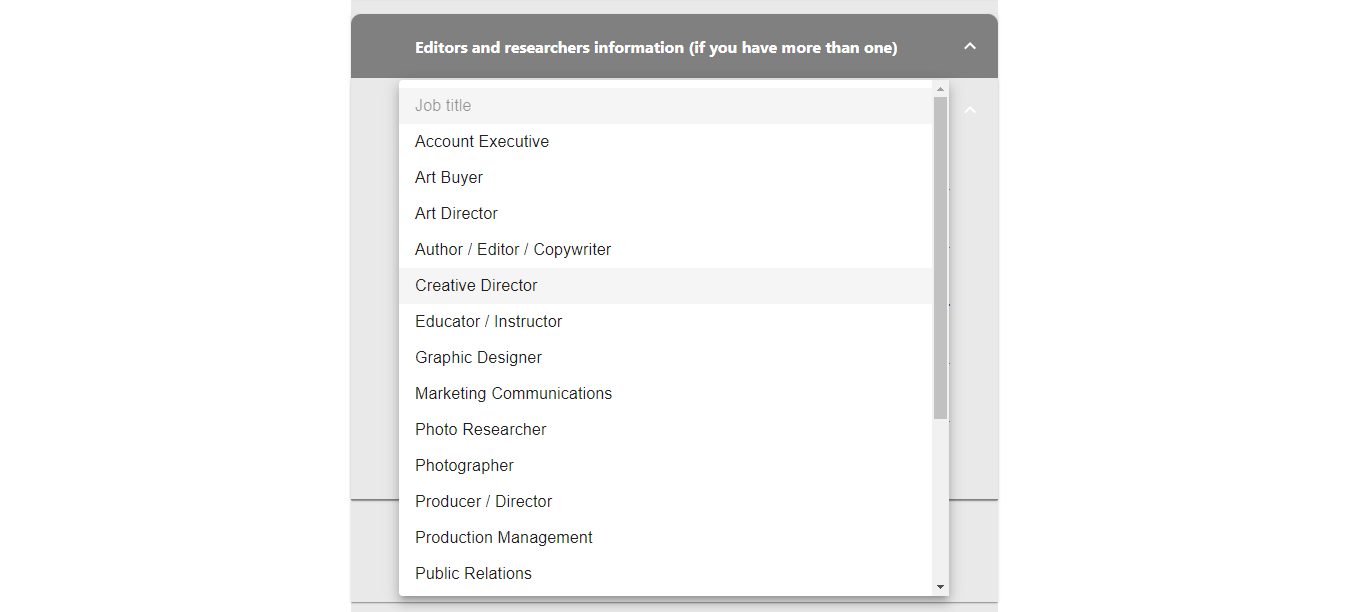 Editors and researchers information (if you have more than one)
Job title
Account Executive
Art Buyer
Art Director
Author / Editor / Copywriter
Creative Director
Educator / Instructor
Graphic Designer
Marketing Communications
Photo Researcher
Photographer
Producer / Director
Production Management
Public Relations